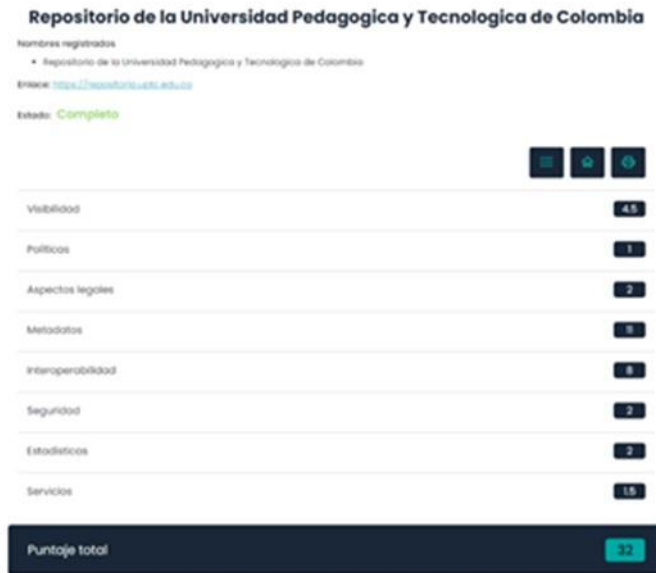 Repositorio de la Universidad Pedagogica y Tecnologica de Colombia
Nombres registrados
• Repositorio de la Universidad Pedagogica y Tecnologica de Colombia
Enlace: https://repositorio.uptc.edu.co
Estado: Completo
Visibilidad 4.5
Políticas 1
Aspectos legales 2
Metadatos 11
Interoperabilidad 8
Seguridad 2
Estadísticas 2
Servicios 1.5
Puntaje total 32